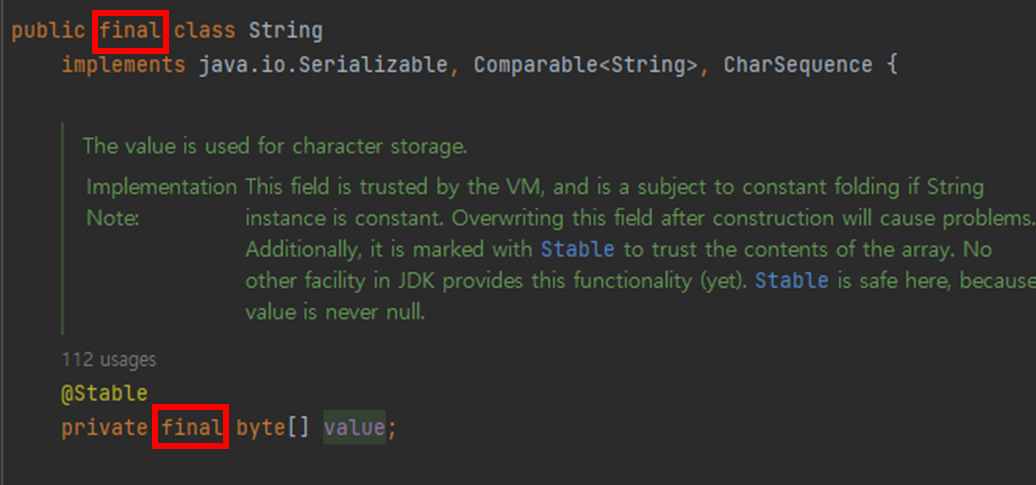 public final class String
implements java.io.Serializable, Comparable<String>, CharSequence {
The value is used for character storage.
Implementation This field is trusted by the VM, and is a subject to constant folding if String
Note: instance is constant. Overwriting this field after construction will cause problems.
Additionally, it is marked with Stable to trust the contents of the array. No
other facility in JDK provides this functionality (yet). Stable is safe here, because
value is never null.
112 usages
@Stable
private final byte[] value;